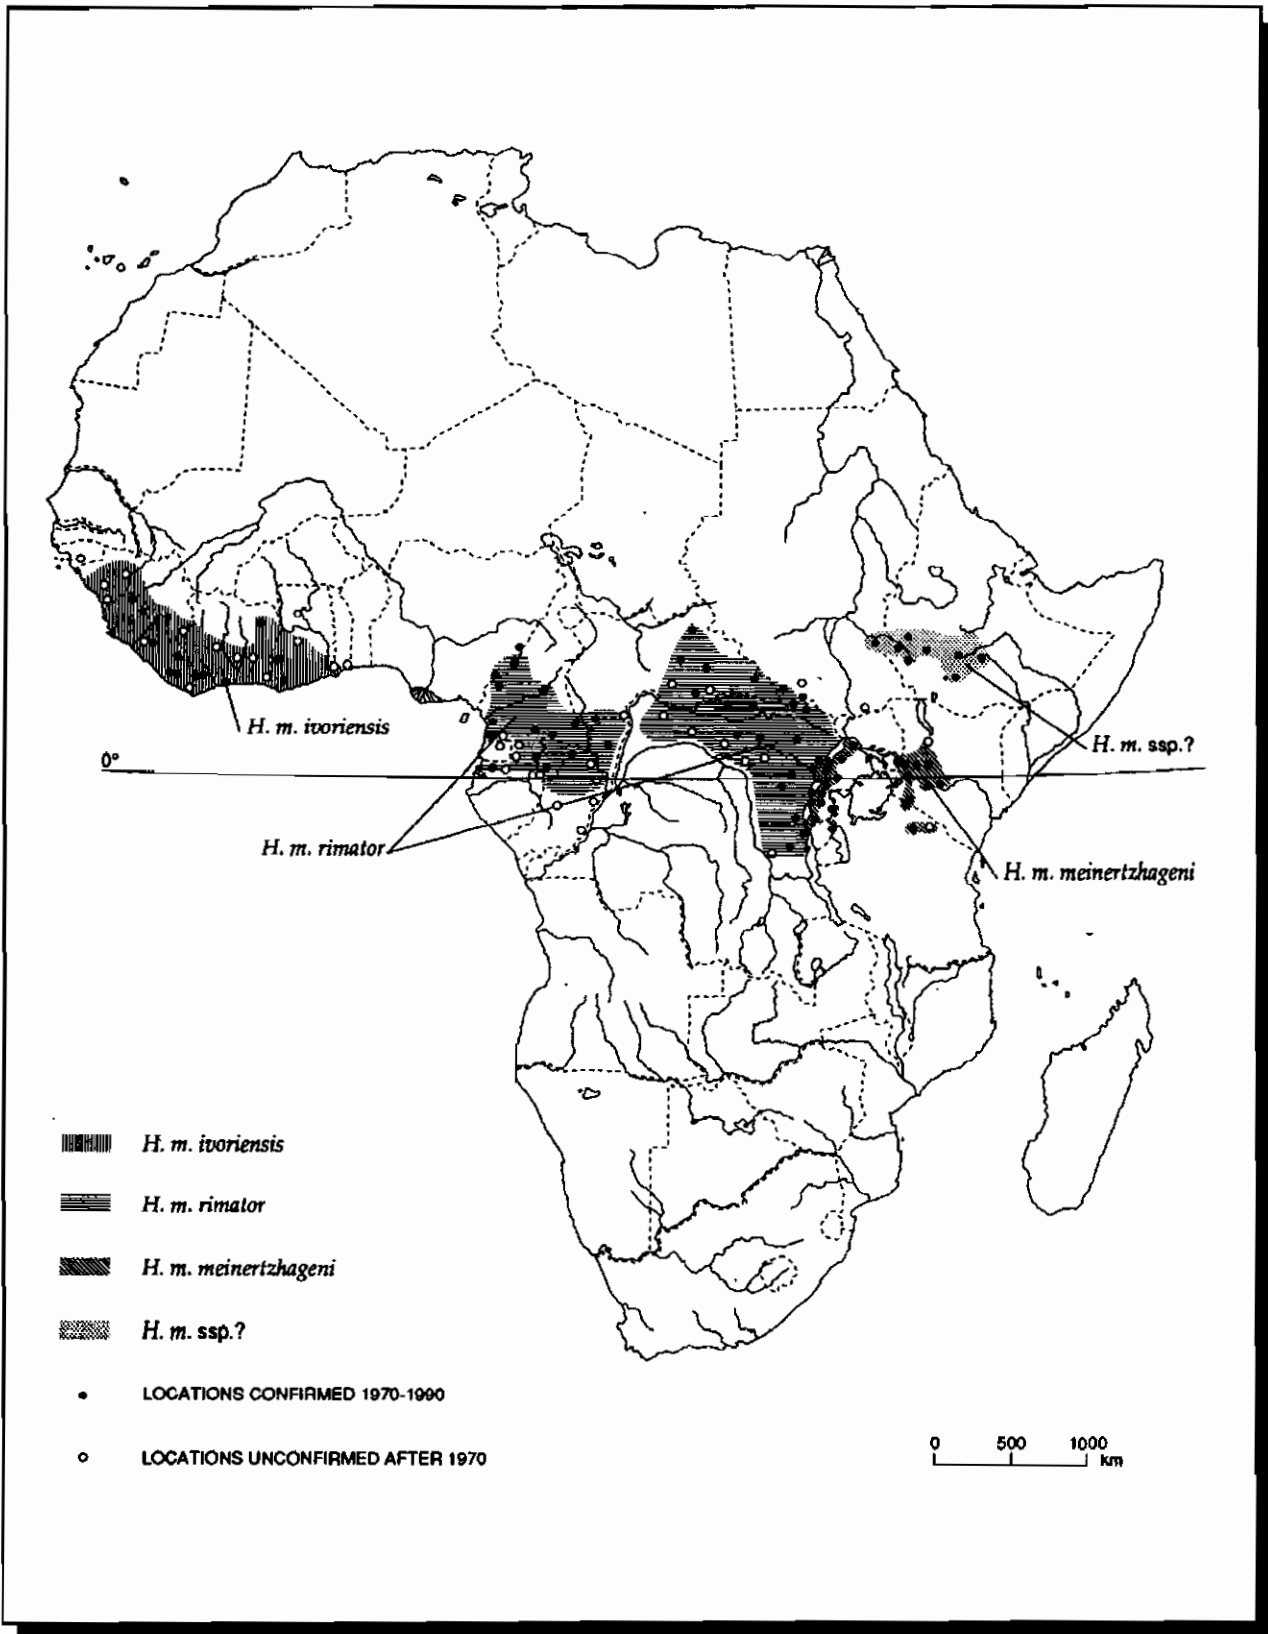 H. m. ivoriensis
H. m. ssp.?
0°
H. m. rimator
H. m. meinertzhageni
H. m. ivoriensis
H. m. rimator
H. m. meinertzhageni
H. m. ssp.?
LOCATIONS CONFIRMED 1970-1990
LOCATIONS UNCONFIRMED AFTER 1970
0 500 1000
km